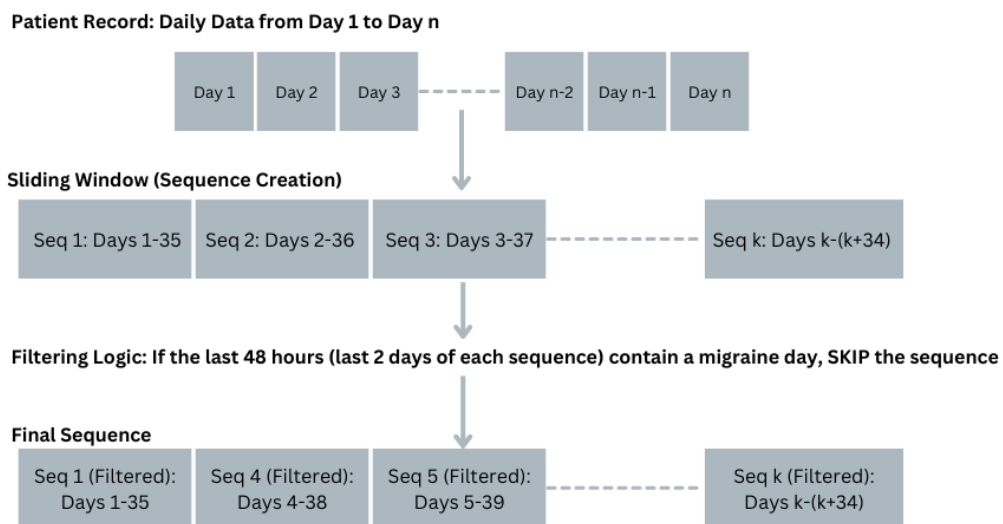 Patient Record: Daily Data from Day 1 to Day n
Day 1
Day 2
Day 3
Day n-2
Day n-1
Day n
Sliding Window (Sequence Creation)
Seq 1: Days 1-35
Seq 2: Days 2-36
Seq 3: Days 3-37
Seq k: Days k-(k+34)
Filtering Logic: If the last 48 hours (last 2 days of each sequence) contain a migraine day, SKIP the sequence
Final Sequence
Seq 1 (Filtered):
Days 1-35
Seq 4 (Filtered):
Days 4-38
Seq 5 (Filtered):
Days 5-39
Seq k (Filtered):
Days k-(k+34)